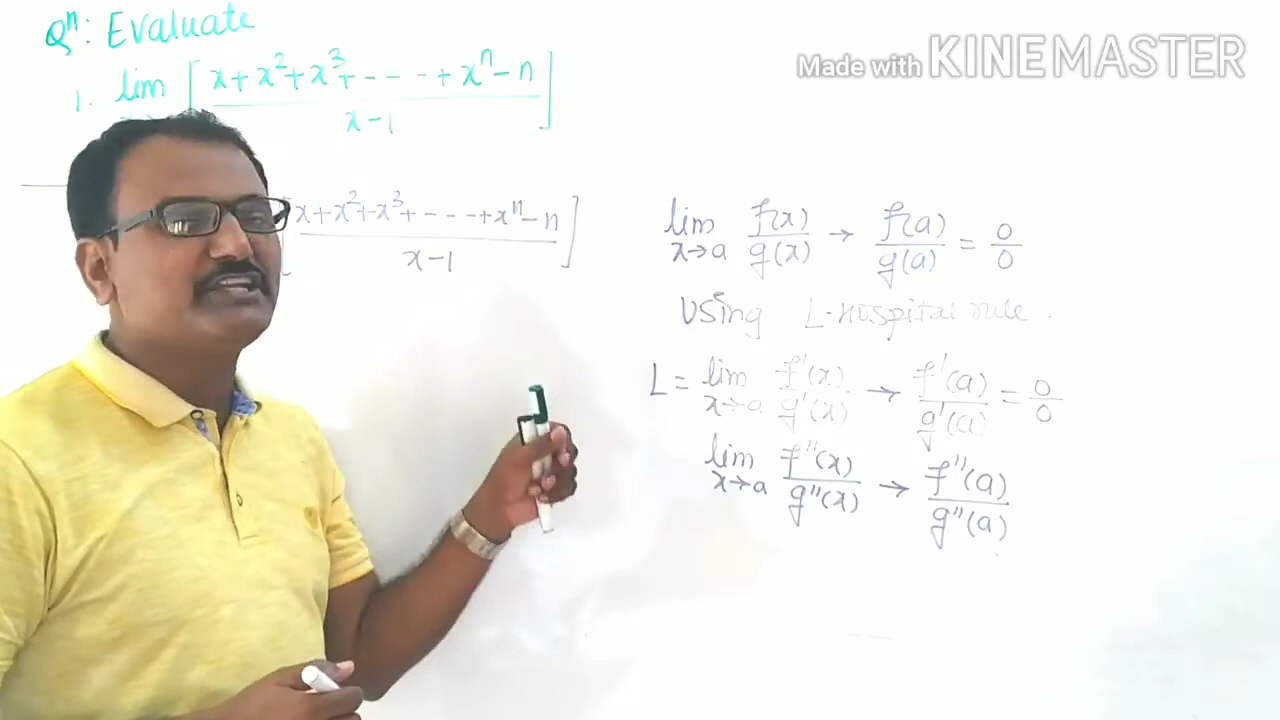 Qⁿ: Evaluate
1. lim [x+x²+x³+----+xⁿ-n / x-1]
[x+x²+x³+----+xⁿ-n / x-1]
Made with KINEMASTER
lim x→a f(x)/g(x) → f(a)/g(a) = 0/0
Using L-Hospital rule.
L = lim x→a f'(x)/g'(x) → f'(a)/g'(a) = 0/0
lim x→a f''(x)/g''(x) → f''(a)/g''(a)